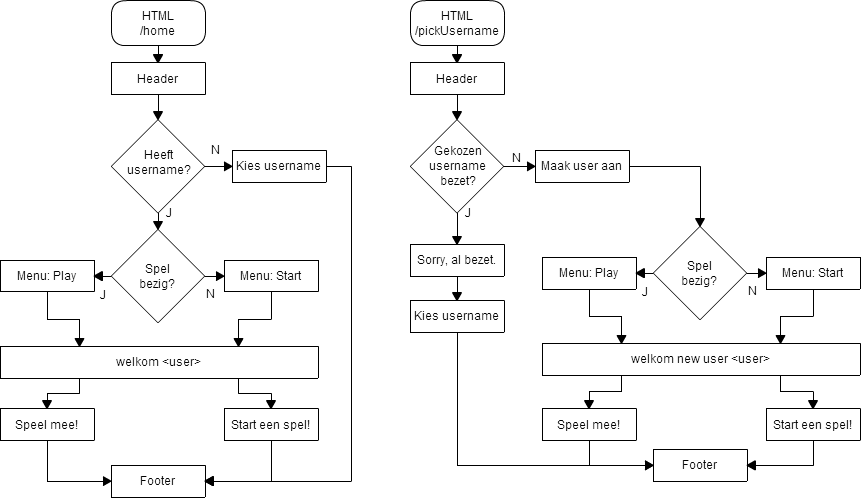 HTML
/home
Header
Heeft
username?
N
Kies username
J
Spel
bezig?
Menu: Play
J
N
Menu: Start
welkom <user>
Speel mee!
Start een spel!
Footer
HTML
/pickUsername
Header
Gekozen
username
bezet?
N
Maak user aan
J
Sorry, al bezet.
Kies username
Spel
bezig?
Menu: Play
J
N
Menu: Start
welkom new user <user>
Speel mee!
Start een spel!
Footer